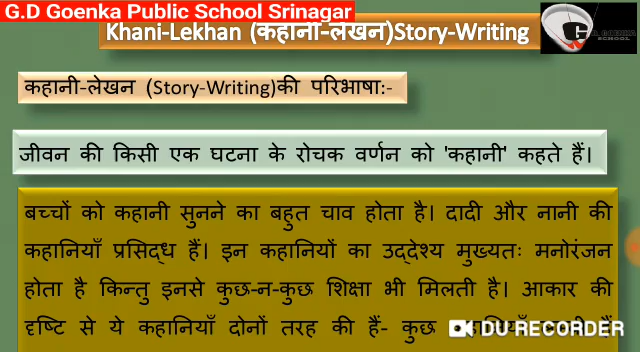 G.D Goenka Public School Srinagar
Khani-Lekhan (कहानी-लेखन)Story-Writing
कहानी-लेखन (Story-Writing)की परिभाषा:-
जीवन की किसी एक घटना के रोचक वर्णन को 'कहानी' कहते हैं।
बच्चों को कहानी सुनने का बहुत चाव होता है। दादी और नानी की
कहानियाँ प्रसिद्ध हैं। इन कहानियों का उद्देश्य मुख्यतः मनोरंजन
होता है किन्तु इनसे कुछ-न-कुछ शिक्षा भी मिलती है। आकार की
दृष्टि से ये कहानियाँ दोनों तरह की हैं- कुछ
DU RECORDER